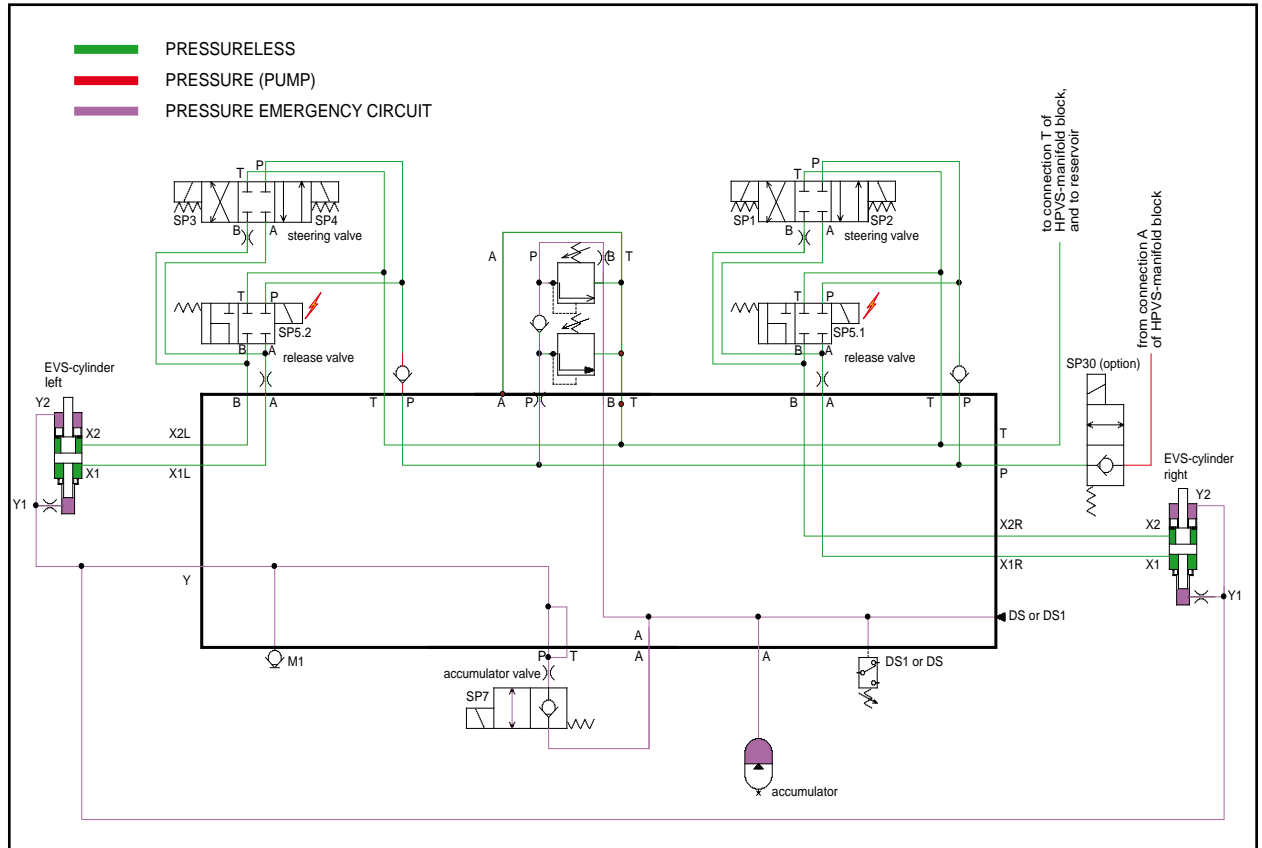 PRESSURELESS
PRESSURE (PUMP)
PRESSURE EMERGENCY CIRCUIT
to connection T of
HPVS-manifold block,
and to reservoir
from connection A
of HPVS-manifold block
T P
SP3 SP4
B A
steering valve
T P
SP5.2
B A
release valve
A P B T
T P
SP1 SP2
B A
steering valve
T P
SP5.1
B A
release valve
SP30 (option)
EVS-cylinder
left
Y2
X2 X2L
X1 X1L
Y1
B A T P A P B T B A T P
T
P
EVS-cylinder
right
Y2
X2R X2
X1R X1
Y1
Y
DS or DS1
A
M1
P T A A
DS1 or DS
accumulator valve
SP7
accumulator